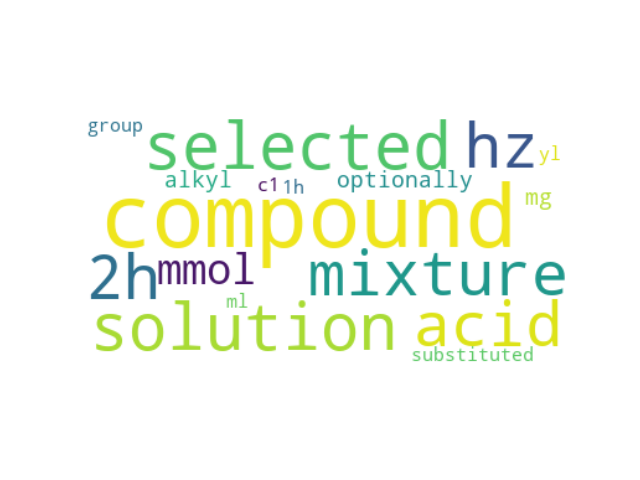 group
selected
hz
yl
alkyl
c1
1h
optionally
compound
mg
2h
mmol
mixture
ml
solution
acid
substituted